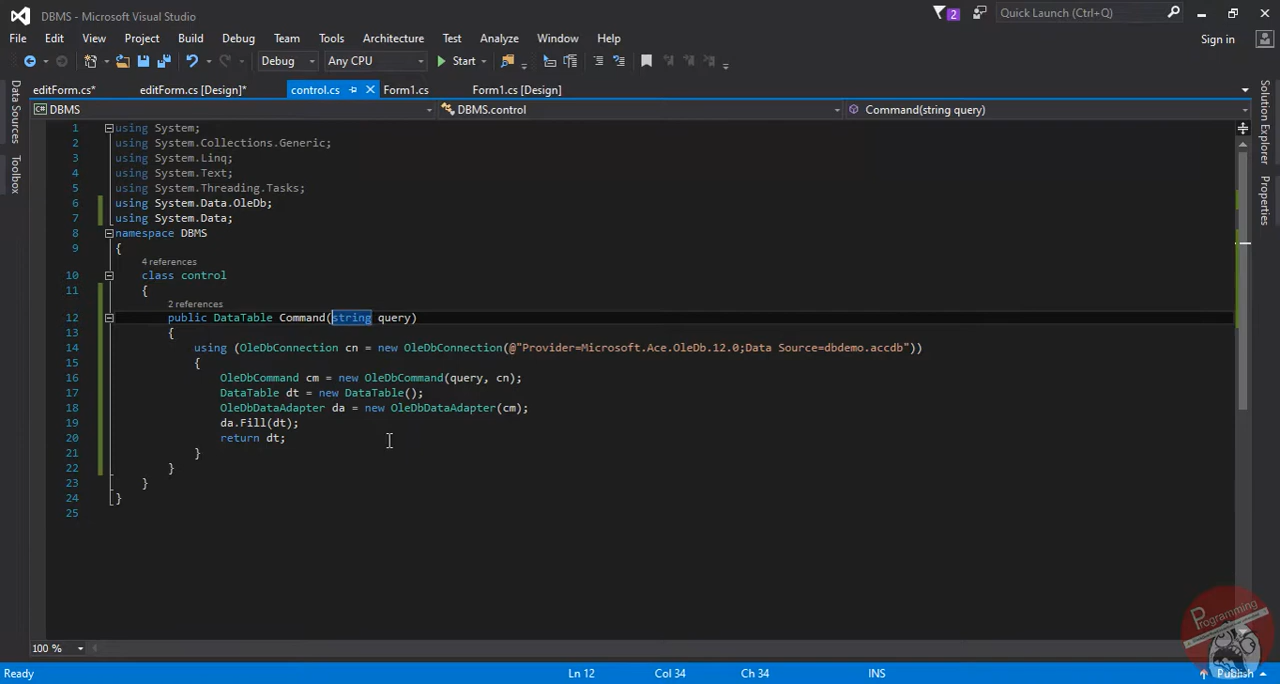 DBMS - Microsoft Visual Studio
2
Quick Launch (Ctrl+Q)
File Edit View Project Build Debug Team Tools Architecture Test Analyze Window Help
Sign in
Debug Any CPU Start
editForm.cs* editForm.cs [Design]* control.cs Form1.cs Form1.cs [Design]
DBMS DBMS.control Command(string query)
Data Sources
Toolbox
Solution Explorer
Properties
1 using System;
2 using System.Collections.Generic;
3 using System.Linq;
4 using System.Text;
5 using System.Threading.Tasks;
6 using System.Data.OleDb;
7 using System.Data;
8 namespace DBMS
9 {
4 references
10 class control
11 {
2 references
12 public DataTable Command(string query)
13 {
14 using (OleDbConnection cn = new OleDbConnection(@"Provider=Microsoft.Ace.OleDb.12.0;Data Source=dbdemo.accdb"))
15 {
16 OleDbCommand cm = new OleDbCommand(query, cn);
17 DataTable dt = new DataTable();
18 OleDbDataAdapter da = new OleDbDataAdapter(cm);
19 da.Fill(dt);
20 return dt;
21 }
22 }
23 }
24 }
25
100 %
Programming
Ready Ln 12 Col 34 Ch 34 INS Publish